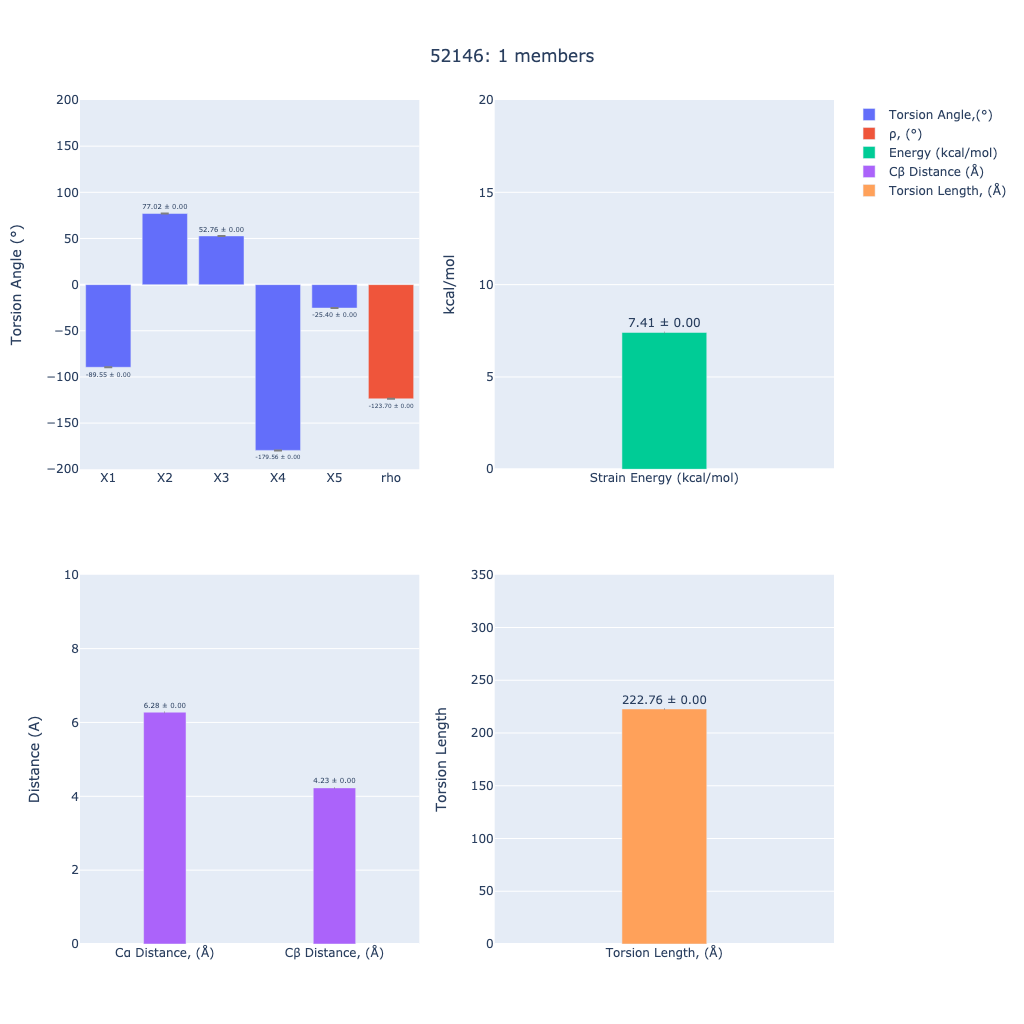 52146: 1 members
Torsion Angle (°)
200
150
100
50
0
−50
−100
−150
−200
-89.55 ± 0.00
77.02 ± 0.00
52.76 ± 0.00
-179.56 ± 0.00
-25.40 ± 0.00
-123.70 ± 0.00
X1 X2 X3 X4 X5 rho
kcal/mol
20
15
10
5
0
7.41 ± 0.00
Strain Energy (kcal/mol)
Torsion Angle,(°)
ρ, (°)
Energy (kcal/mol)
Cβ Distance (Å)
Torsion Length, (Å)
Distance (A)
10
8
6
4
2
0
6.28 ± 0.00
4.23 ± 0.00
Cα Distance, (Å) Cβ Distance, (Å)
Torsion Length
350
300
250
200
150
100
50
0
222.76 ± 0.00
Torsion Length, (Å)